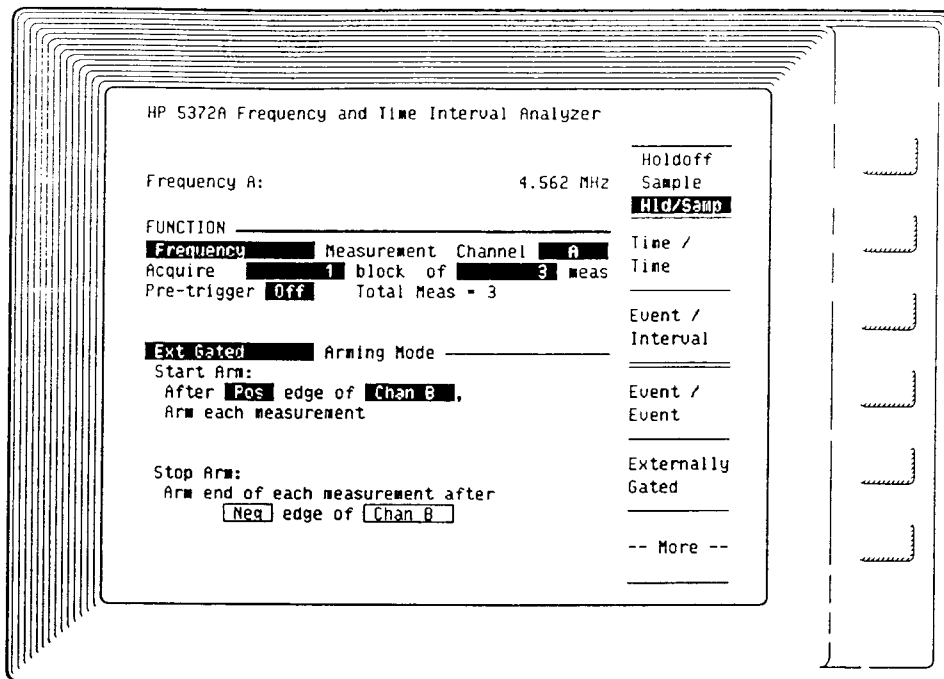 HP 5372A Frequency and Time Interval Analyzer
Frequency A: 4.562 MHz
FUNCTION
Frequency Measurement Channel A
Acquire 1 block of 3 meas
Pre-trigger Off Total Meas = 3
Ext Gated Arming Mode
Start Arm:
After Pos edge of Chan B ,
Arm each measurement
Stop Arm:
Arm end of each measurement after
Neg edge of Chan B
Holdoff
Sample
Hld/Samp
Time /
Time
Event /
Interval
Event /
Event
Externally
Gated
-- More --